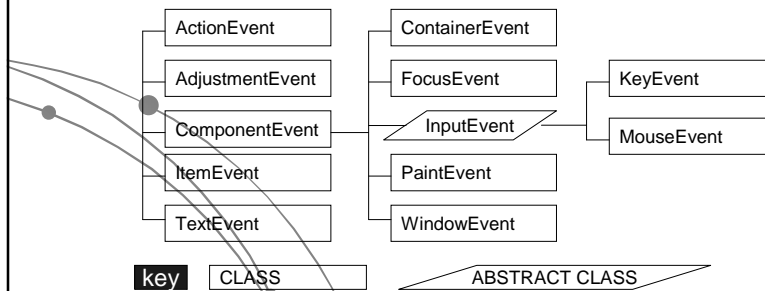 ActionEvent
AdjustmentEvent
ComponentEvent
ItemEvent
TextEvent
ContainerEvent
FocusEvent
InputEvent
PaintEvent
WindowEvent
KeyEvent
MouseEvent
key CLASS ABSTRACT CLASS